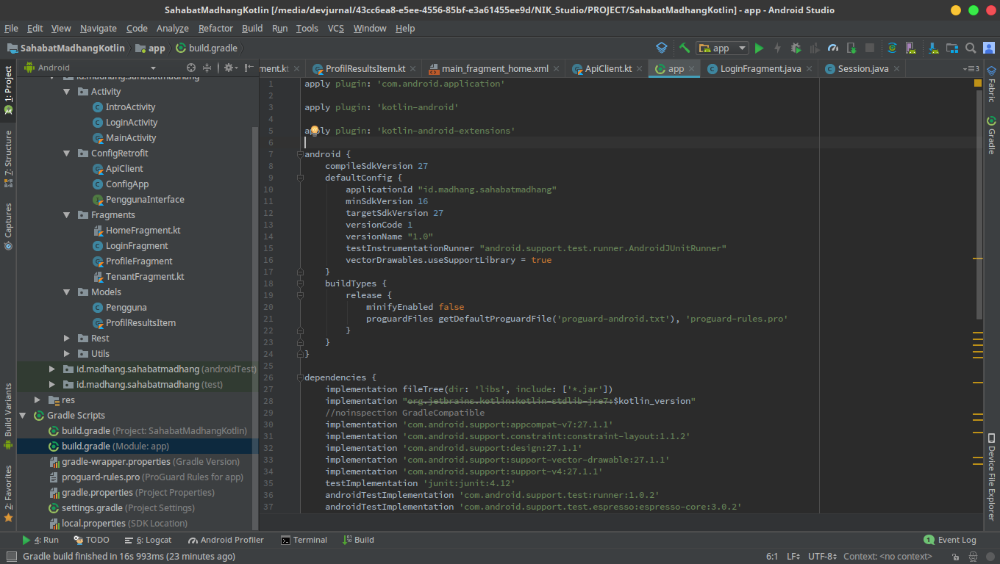 SahabatMadhangKotlin [/media/devjurnal/43cc6ea8-e5ee-4556-85bf-e3a61455ee9d/NIK_Studio/PROJECT/SahabatMadhangKotlin] - app - Android Studio
File Edit View Navigate Code Analyze Refactor Build Run Tools VCS Window Help
SahabatMadhangKotlin app build.gradle app
Android
ment.kt ProfilResultsItem.kt main_fragment_home.xml ApiClient.kt app LoginFragment.java Session.java 3
1: Project
7: Structure
Captures
Build Variants
2: Favorites
id.madhang.sahabatmadhang
Activity
IntroActivity
LoginActivity
MainActivity
ConfigRetrofit
ApiClient
ConfigApp
PenggunaInterface
Fragments
HomeFragment.kt
LoginFragment
ProfileFragment
TenantFragment.kt
Models
Pengguna
ProfilResultsItem
Rest
Utils
id.madhang.sahabatmadhang (androidTest)
id.madhang.sahabatmadhang (test)
res
Gradle Scripts
build.gradle (Project: SahabatMadhangKotlin)
build.gradle (Module: app)
gradle-wrapper.properties (Gradle Version)
proguard-rules.pro (ProGuard Rules for app)
gradle.properties (Project Properties)
settings.gradle (Project Settings)
local.properties (SDK Location)
1 apply plugin: 'com.android.application'
2
3 apply plugin: 'kotlin-android'
4
5 apply plugin: 'kotlin-android-extensions'
6
7 android {
8 compileSdkVersion 27
9 defaultConfig {
10 applicationId "id.madhang.sahabatmadhang"
11 minSdkVersion 16
12 targetSdkVersion 27
13 versionCode 1
14 versionName "1.0"
15 testInstrumentationRunner "android.support.test.runner.AndroidJUnitRunner"
16 vectorDrawables.useSupportLibrary = true
17 }
18 buildTypes {
19 release {
20 minifyEnabled false
21 proguardFiles getDefaultProguardFile('proguard-android.txt'), 'proguard-rules.pro'
22 }
23 }
24 }
25
26 dependencies {
27 implementation fileTree(dir: 'libs', include: ['*.jar'])
28 implementation "org.jetbrains.kotlin:kotlin-stdlib-jre7:$kotlin_version"
29 //noinspection GradleCompatible
30 implementation 'com.android.support:appcompat-v7:27.1.1'
31 implementation 'com.android.support.constraint:constraint-layout:1.1.2'
32 implementation 'com.android.support:design:27.1.1'
33 implementation 'com.android.support:support-vector-drawable:27.1.1'
34 implementation 'com.android.support:support-v4:27.1.1'
35 testImplementation 'junit:junit:4.12'
36 androidTestImplementation 'com.android.support.test:runner:1.0.2'
37 androidTestImplementation 'com.android.support.test.espresso:espresso-core:3.0.2'
Fabric
Gradle
Device File Explorer
4: Run TODO 6: Logcat Android Profiler Terminal Build 1 Event Log
Gradle build finished in 16s 993ms (23 minutes ago) 6:1 LF UTF-8 Context: <no context>